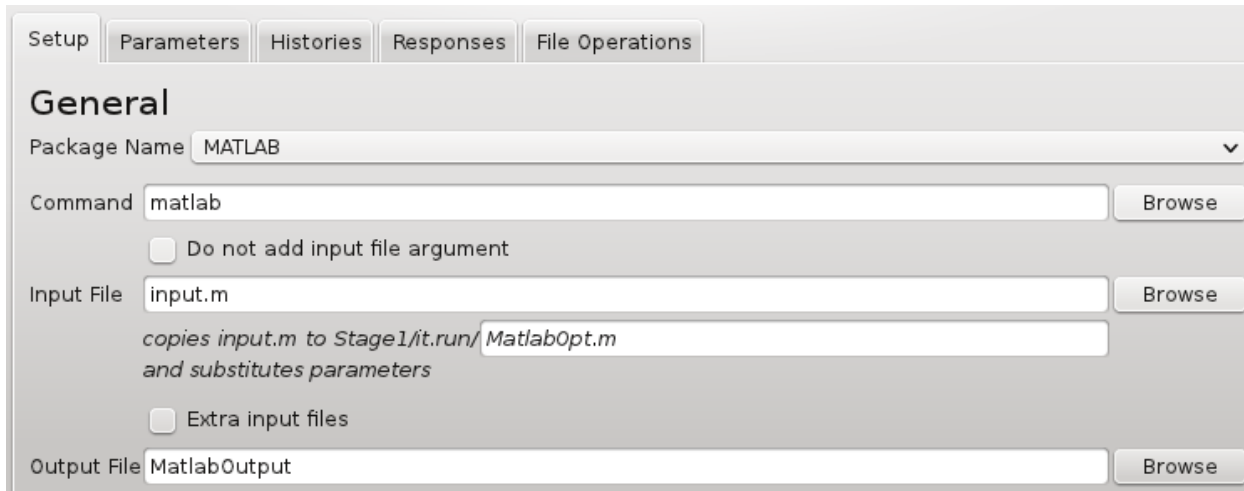 Setup Parameters Histories Responses File Operations
General
Package Name MATLAB
Command matlab Browse
Do not add input file argument
Input File input.m Browse
copies input.m to Stage1/it.run/ MatlabOpt.m
and substitutes parameters
Extra input files
Output File MatlabOutput Browse